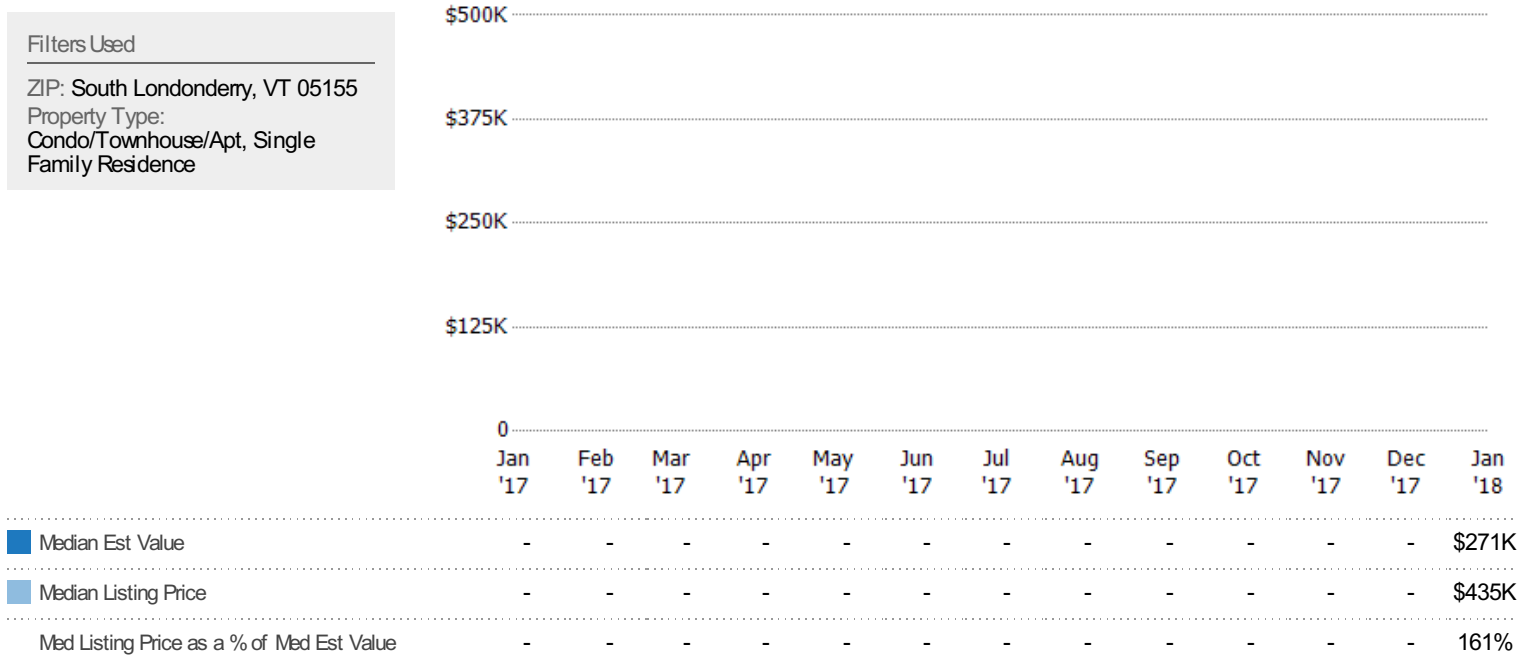 Filters Used
ZIP: South Londonderry, VT 05155
Property Type:
Condo/Townhouse/Apt, Single
Family Residence
$500K
$375K
$250K
$125K
0
Jan Feb Mar Apr May Jun Jul Aug Sep Oct Nov Dec Jan
'17 '17 '17 '17 '17 '17 '17 '17 '17 '17 '17 '17 '18
Median Est Value - - - - - - - - - - - - $271K
Median Listing Price - - - - - - - - - - - - $435K
Med Listing Price as a % of Med Est Value - - - - - - - - - - - - 161%